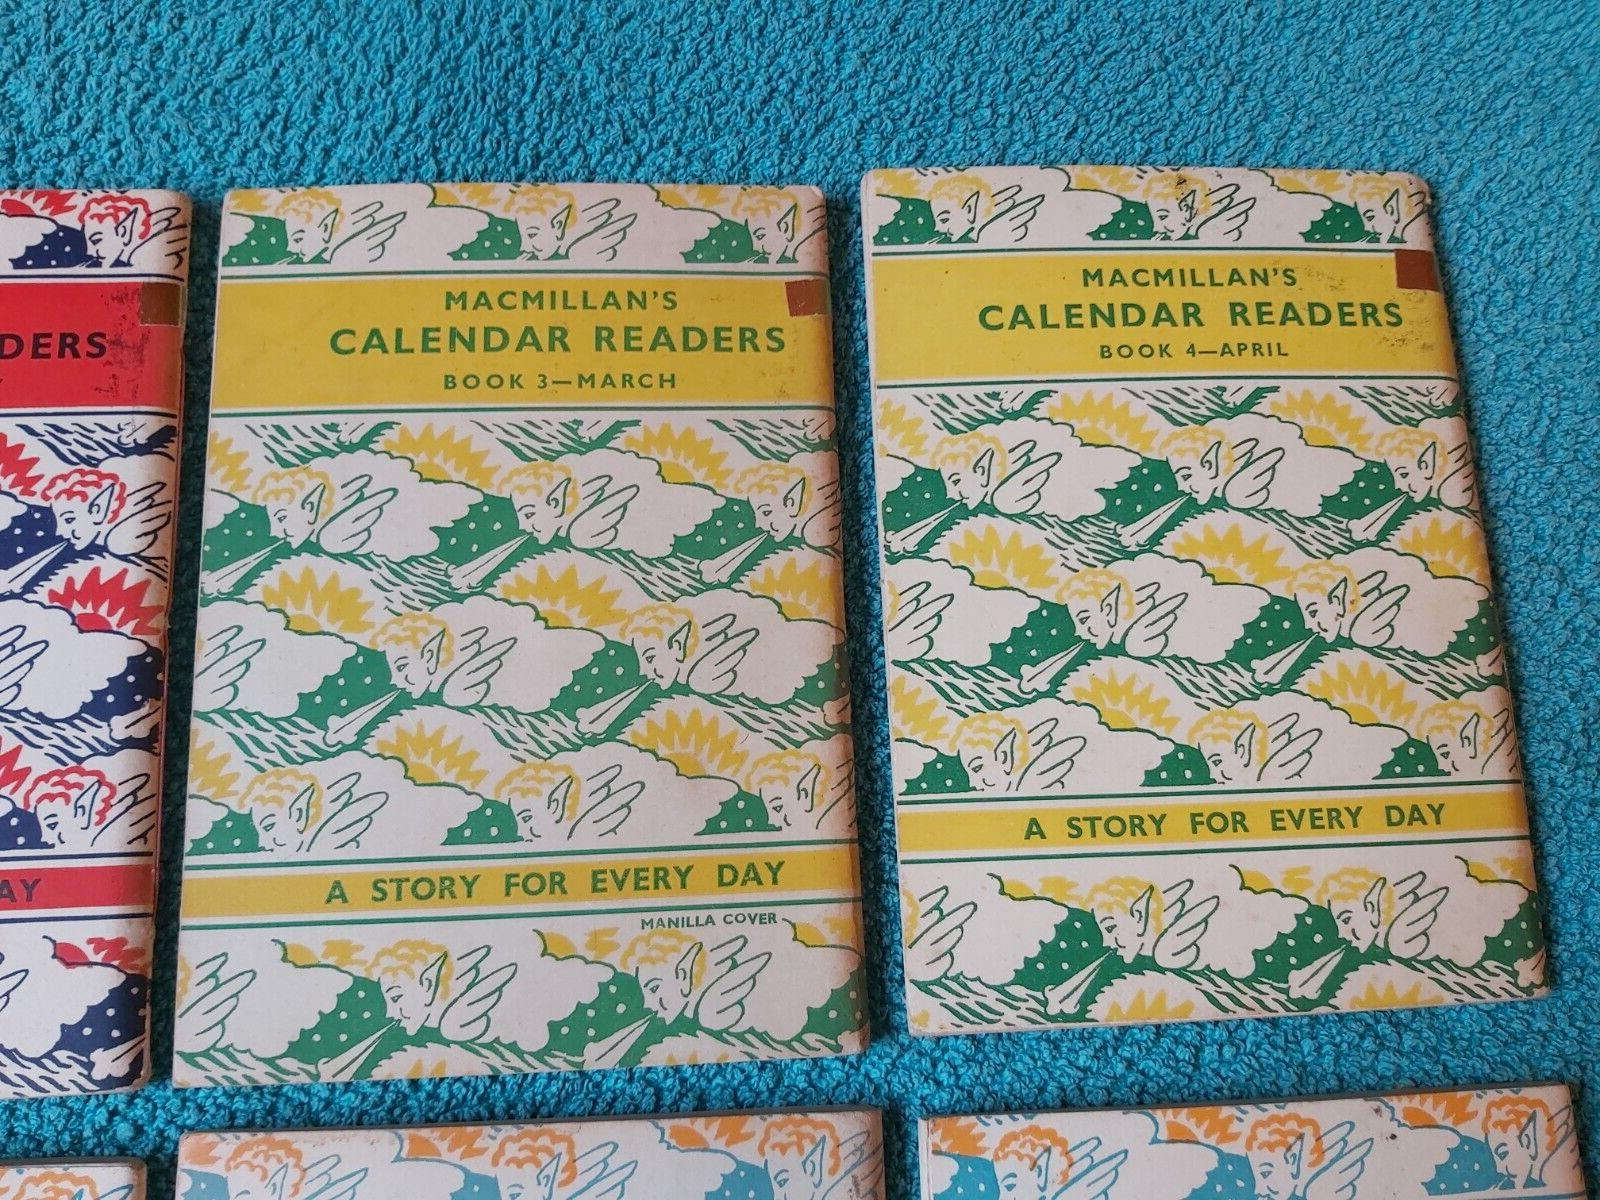 DERS
AY
MACMILLAN'S
CALENDAR READERS
BOOK 3—MARCH
A STORY FOR EVERY DAY
MANILLA COVER
MACMILLAN'S
CALENDAR READERS
BOOK 4—APRIL
A STORY FOR EVERY DAY